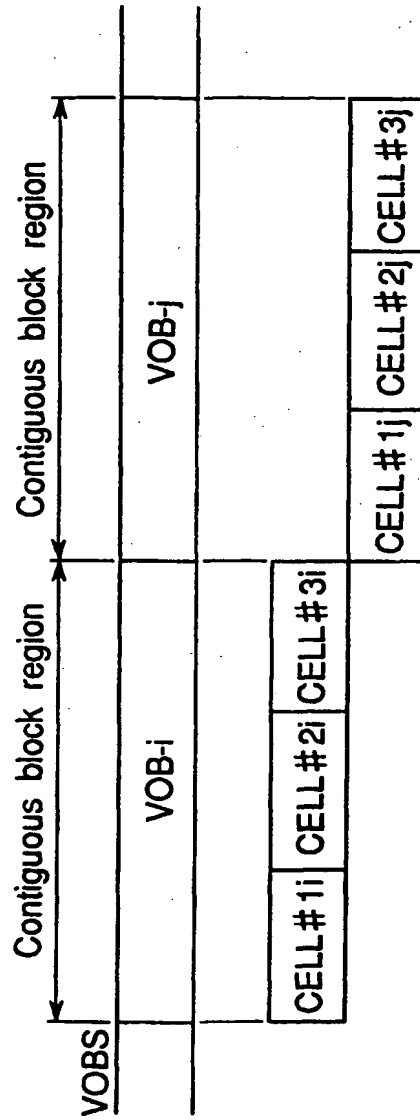 Contiguous block region
Contiguous block region
VOBS
VOB-i
VOB-j
CELL#1i
CELL#2i
CELL#3i
CELL#1j
CELL#2j
CELL#3j